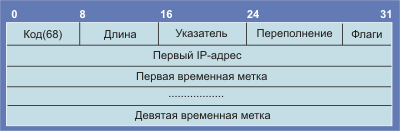 0 8 16 24 31
Код(68) Длина Указатель Переполнение Флаги
Первый IP-адрес
Первая временная метка
..................
Девятая временная метка